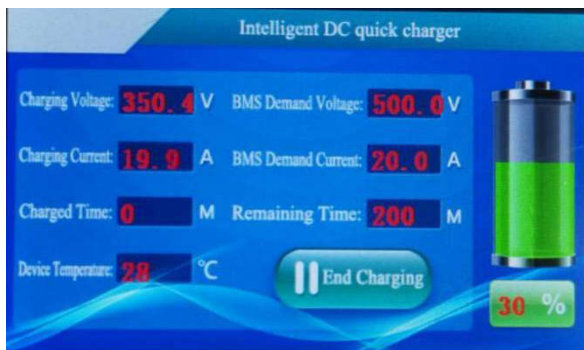 Intelligent DC quick charger
Charging Voltage: 350.4 V BMS Demand Voltage: 500.0 V
Charging Current: 19.9 A BMS Demand Current: 20.0 A
Charged Time: 0 M Remaining Time: 200 M
Device Temperature: 28 °C
End Charging
30 %